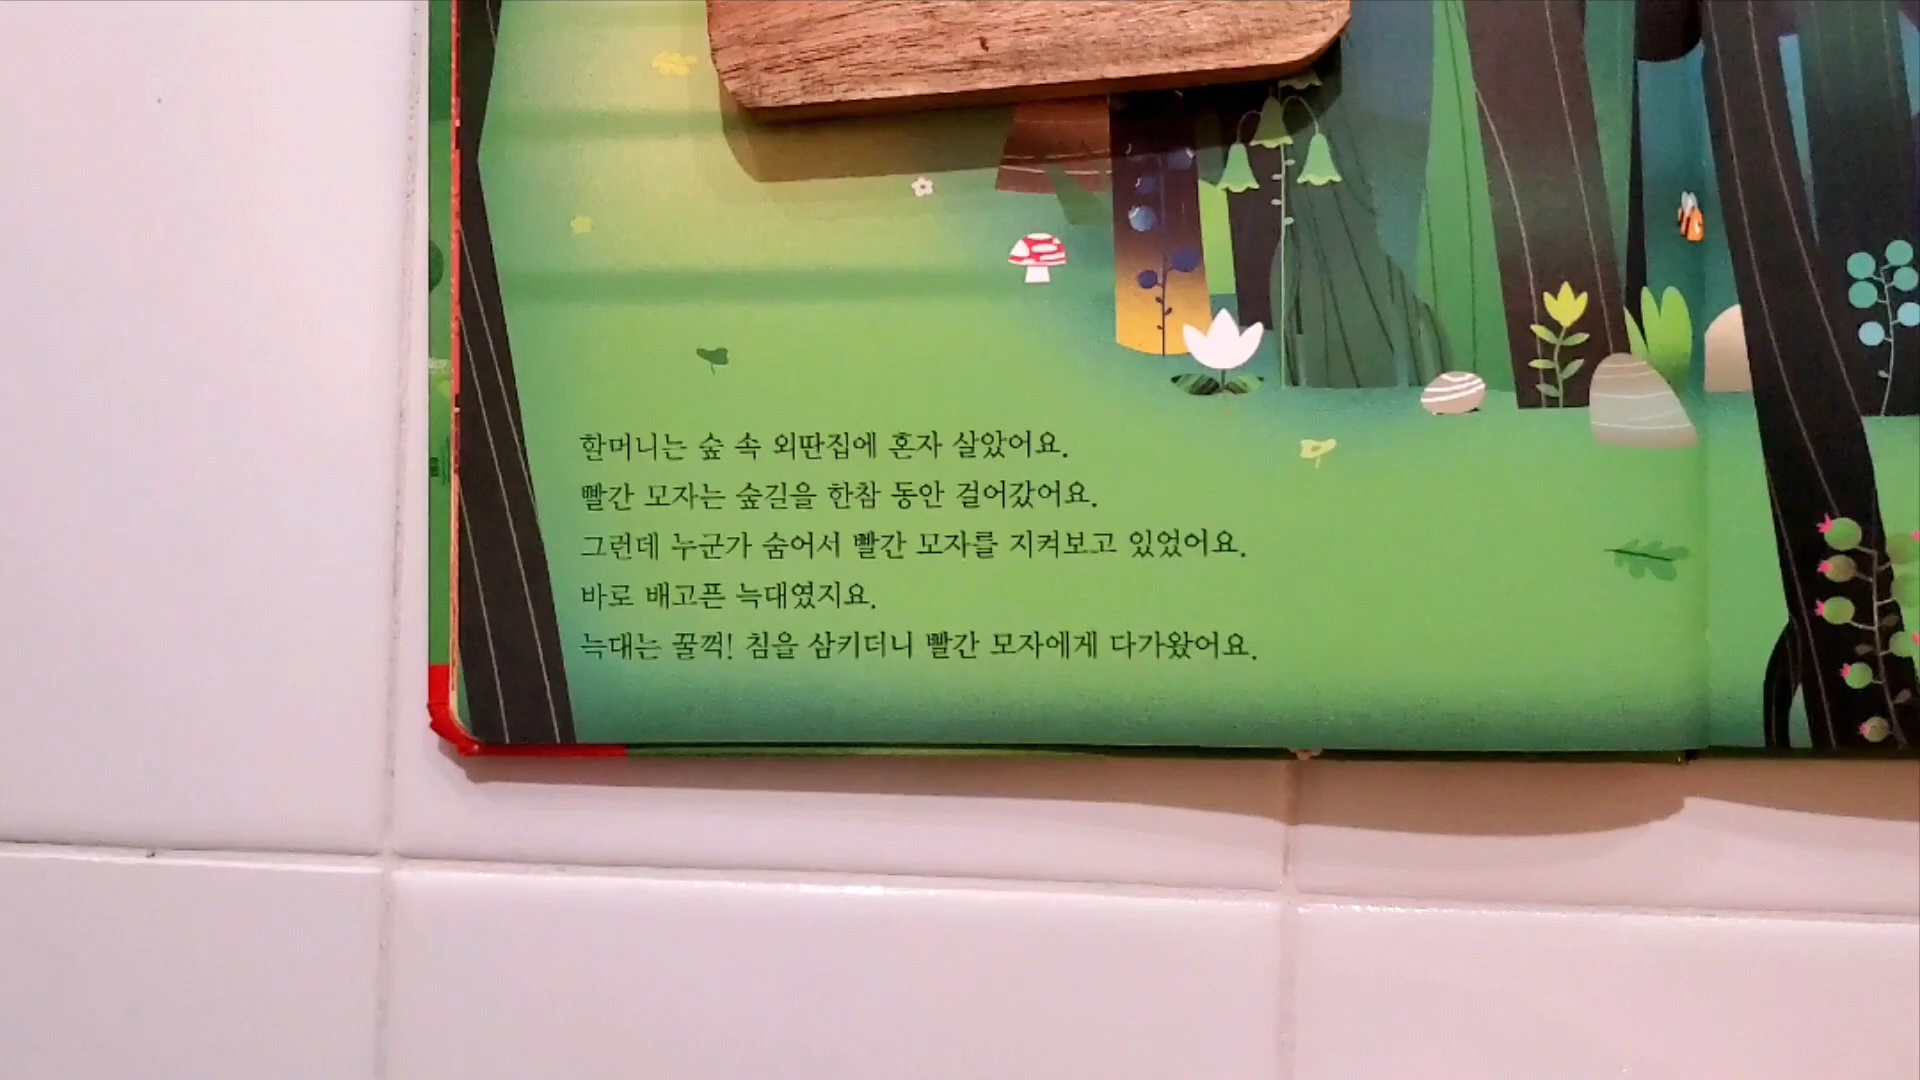 할머니는 숲 속 외딴집에 혼자 살았어요.
빨간 모자는 숲길을 한참 동안 걸어갔어요.
그런데 누군가 숨어서 빨간 모자를 지켜보고 있었어요.
바로 배고픈 늑대였지요.
늑대는 꿀꺽! 침을 삼키더니 빨간 모자에게 다가왔어요.